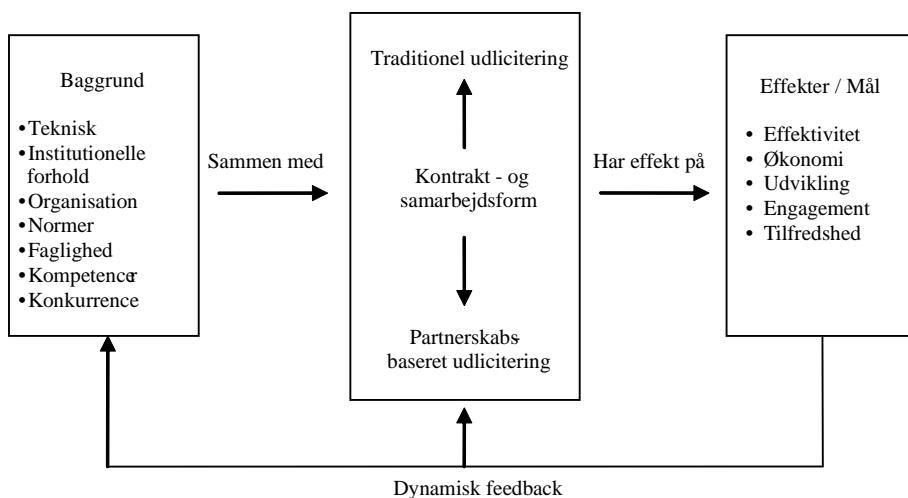 Baggrund
•Teknisk
•Institutionelle
forhold
•Organisation
•Normer
•Faglighed
•Kompetencer
•Konkurrence
Sammen med
Traditionel udlicitering
Kontrakt - og
samarbejdsform
Partnerskabs-
baseret udlicitering
Har effekt på
Effekter / Mål
• Effektivitet
• Økonomi
• Udvikling
• Engagement
• Tilfredshed
Dynamisk feedback